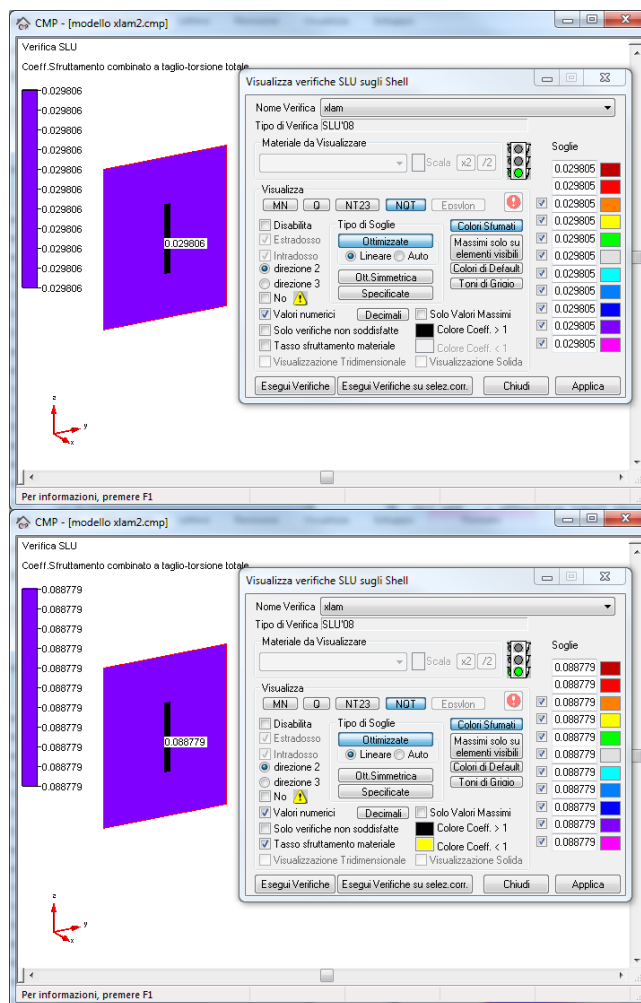 CMP - [modello xlam2.cmp]
Verifica SLU
Coeff.Sfruttamento combinato a taglio-torsione totale
0.029806
0.029806
0.029806
0.029806
0.029806
0.029806
0.029806
0.029806
0.029806
0.029806
0.029806
z
y
x
Visualizza verifiche SLU sugli Shell
Nome Verifica xlam
Tipo di Verifica SLU'08
Materiale da Visualizzare
Scala x2 /2
Soglie
Visualizza
MN Q NT23 NQT Epsylon
Disabilita
Estradosso
Intradosso
direzione 2
direzione 3
No
Tipo di Soglie
Ottimizzate
Lineare Auto
Ott.Simmetrica
Specificate
Colori Sfumati
Massimi solo su elementi visibili
Colori di Default
Toni di Grigio
Valori numerici Decimali Solo Valori Massimi
Solo verifiche non soddisfatte Colore Coeff. > 1
Tasso sfruttamento materiale Colore Coeff. < 1
Visualizzazione Tridimensionale Visualizzazione Solida
0.029805
0.029805
0.029805
0.029805
0.029805
0.029805
0.029805
0.029805
0.029805
0.029805
0.029805
Esegui Verifiche Esegui Verifiche su selez.corr. Chiudi Applica
Per informazioni, premere F1
CMP - [modello xlam2.cmp]
Verifica SLU
Coeff.Sfruttamento combinato a taglio-torsione totale
0.088779
0.088779
0.088779
0.088779
0.088779
0.088779
0.088779
0.088779
0.088779
0.088779
0.088779
z
y
x
Visualizza verifiche SLU sugli Shell
Nome Verifica xlam
Tipo di Verifica SLU'08
Materiale da Visualizzare
Scala x2 /2
Soglie
Visualizza
MN Q NT23 NQT Epsylon
Disabilita
Estradosso
Intradosso
direzione 2
direzione 3
No
Tipo di Soglie
Ottimizzate
Lineare Auto
Ott.Simmetrica
Specificate
Colori Sfumati
Massimi solo su elementi visibili
Colori di Default
Toni di Grigio
Valori numerici Decimali Solo Valori Massimi
Solo verifiche non soddisfatte Colore Coeff. > 1
Tasso sfruttamento materiale Colore Coeff. < 1
Visualizzazione Tridimensionale Visualizzazione Solida
0.088779
0.088779
0.088779
0.088779
0.088779
0.088779
0.088779
0.088779
0.088779
0.088779
0.088779
Esegui Verifiche Esegui Verifiche su selez.corr. Chiudi Applica
Per informazioni, premere F1